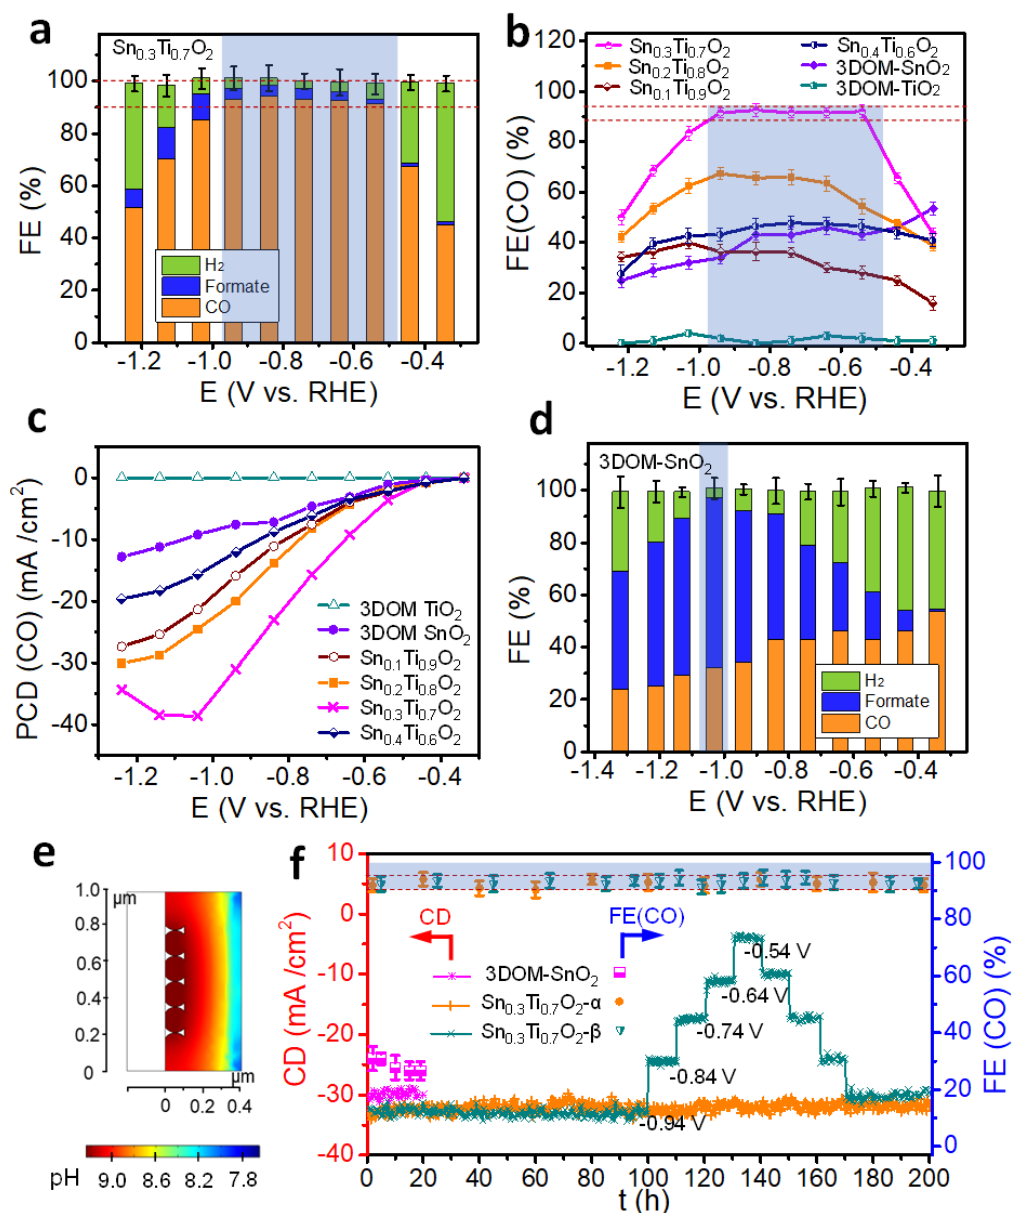 a
Sn0.3Ti0.7O2
100
80
60
40
20
0
FE (%)
H2
Formate
CO
-1.2
-1.0
-0.8
-0.6
-0.4
E (V vs. RHE)
b
120
100
80
60
40
20
0
FE(CO) (%)
Sn0.3Ti0.7O2
Sn0.2Ti0.8O2
Sn0.1Ti0.9O2
Sn0.4Ti0.6O2
3DOM-SnO2
3DOM-TiO2
-1.2
-1.0
-0.8
-0.6
-0.4
E (V vs. RHE)
c
0
-10
-20
-30
-40
PCD (CO) (mA /cm2)
3DOM TiO2
3DOM SnO2
Sn0.1Ti0.9O2
Sn0.2Ti0.8O2
Sn0.3Ti0.7O2
Sn0.4Ti0.6O2
-1.2
-1.0
-0.8
-0.6
-0.4
E (V vs. RHE)
d
3DOM-SnO2
100
80
60
40
20
0
FE (%)
H2
Formate
CO
-1.4
-1.2
-1.0
-0.8
-0.6
-0.4
E (V vs. RHE)
e
1.0
μm
0.8
0.6
0.4
0.2
0
μm
0
0.2
0.4
pH
9.0
8.6
8.2
7.8
f
10
0
-10
-20
-30
-40
CD (mA /cm2)
CD
FE(CO)
3DOM-SnO2
Sn0.3Ti0.7O2-α
Sn0.3Ti0.7O2-β
-0.54 V
-0.64 V
-0.74 V
-0.84 V
-0.94 V
100
80
60
40
20
0
FE (CO) (%)
0
20
40
60
80
100
120
140
160
180
200
t (h)